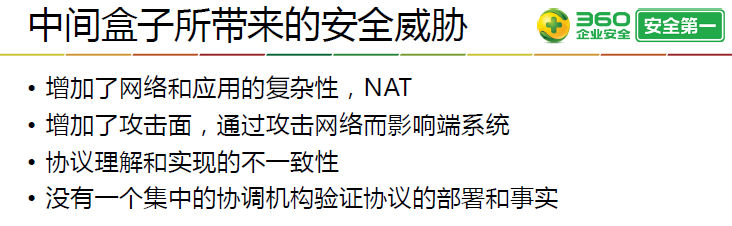 中间盒子所带来的安全威胁
360
企业安全
安全第一
• 增加了网络和应用的复杂性，NAT
• 增加了攻击面，通过攻击网络而影响端系统
• 协议理解和实现的不一致性
• 没有一个集中的协调机构验证协议的部署和事实